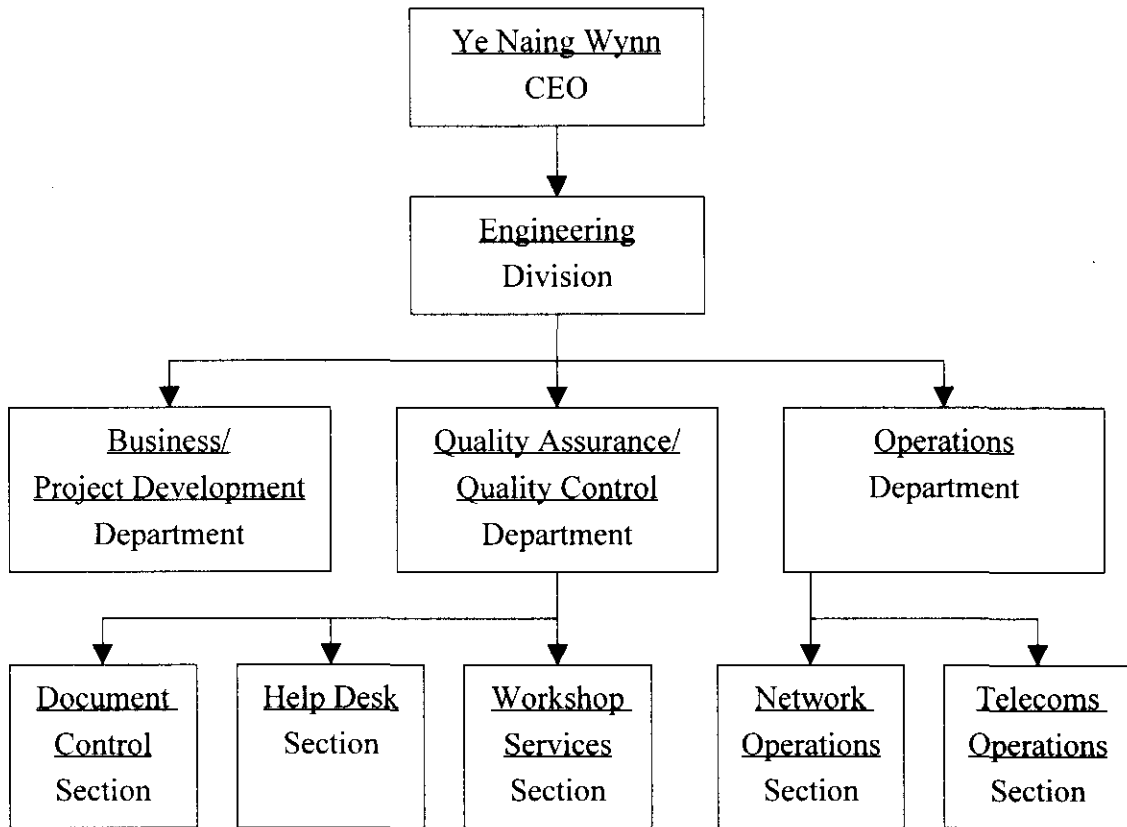 Ye Naing Wynn
CEO
Engineering
Division
Business/
Project Development
Department
Quality Assurance/
Quality Control
Department
Operations
Department
Document
Control
Section
Help Desk
Section
Workshop
Services
Section
Network
Operations
Section
Telecoms
Operations
Section